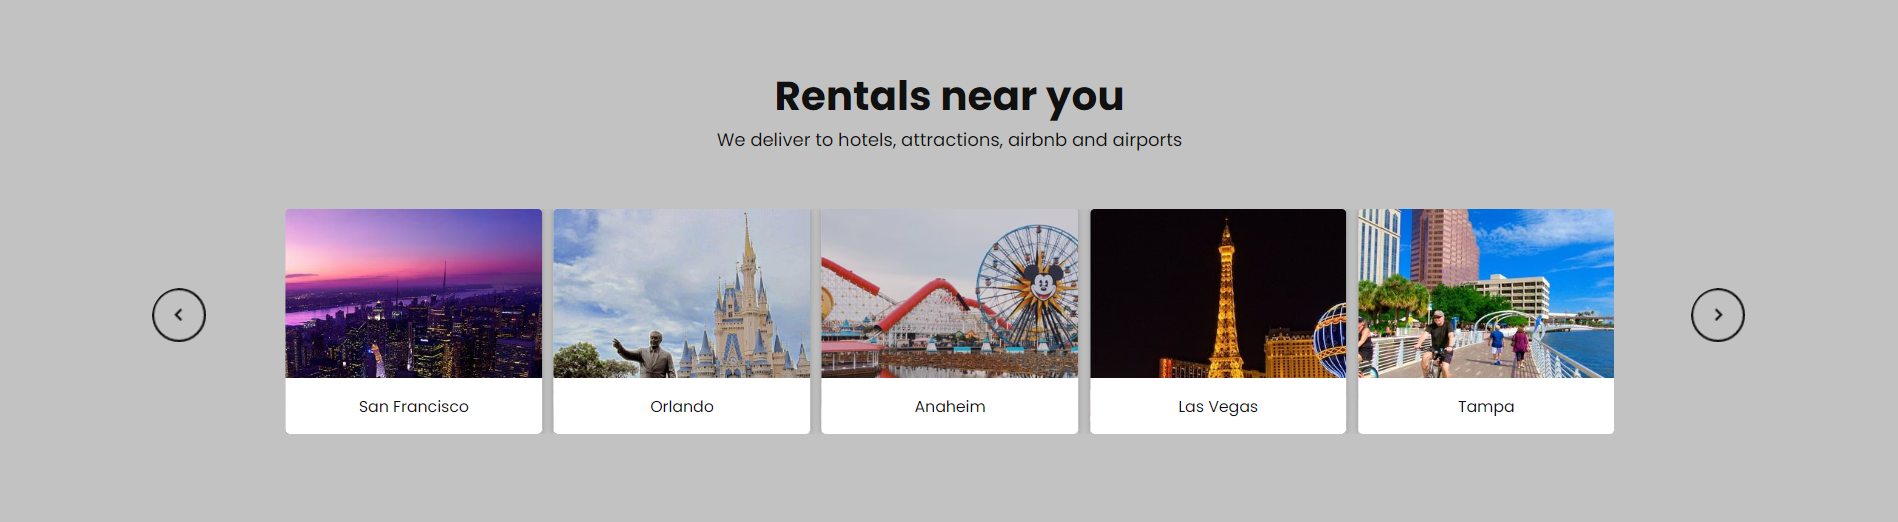 Rentals near you
We deliver to hotels, attractions, airbnb and airports
San Francisco
Orlando
Anaheim
Las Vegas
Tampa